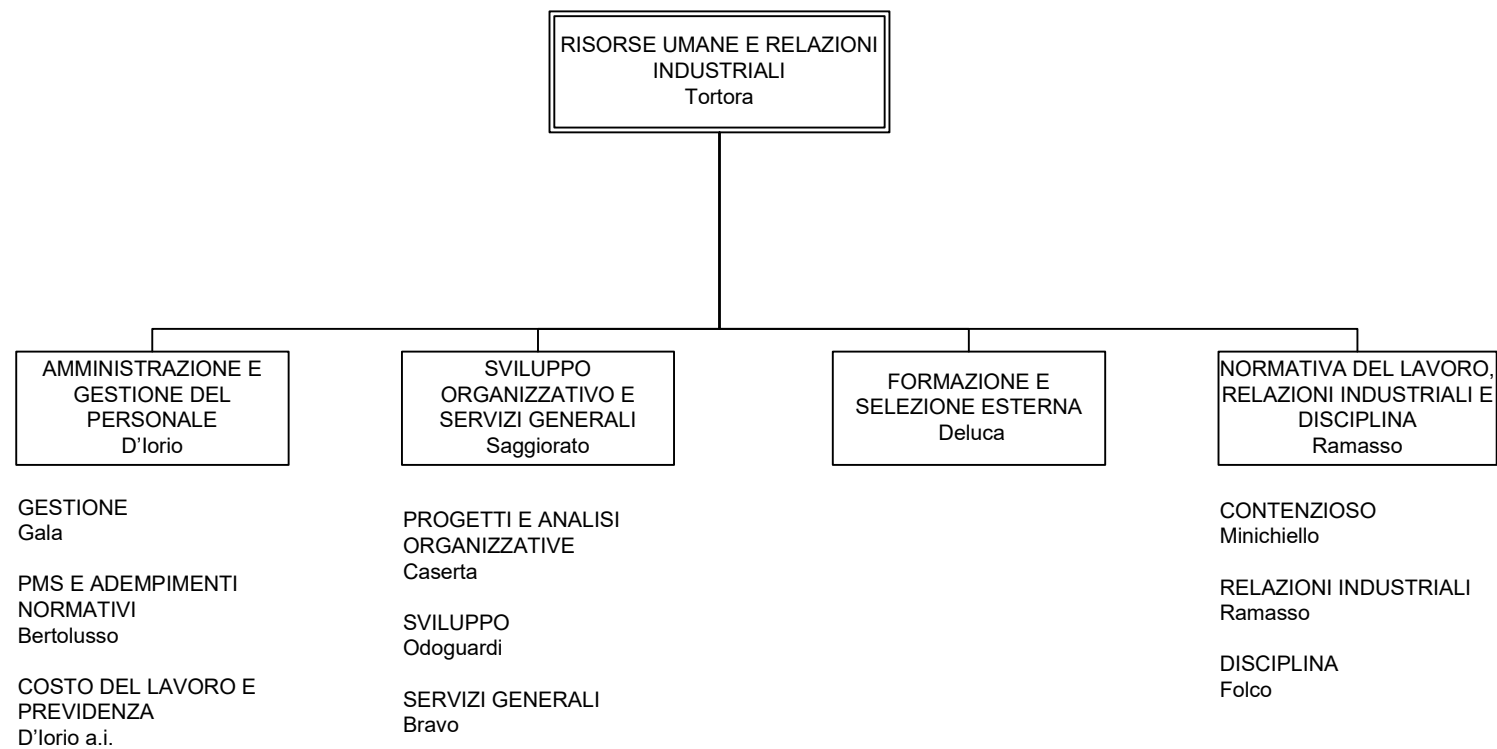 RISORSE UMANE E RELAZIONI
INDUSTRIALI
Tortora
AMMINISTRAZIONE E
GESTIONE DEL
PERSONALE
D’Iorio
GESTIONE
Gala
PMS E ADEMPIMENTI
NORMATIVI
Bertolusso
COSTO DEL LAVORO E
PREVIDENZA
D’Iorio a.i.
SVILUPPO
ORGANIZZATIVO E
SERVIZI GENERALI
Saggiorato
PROGETTI E ANALISI
ORGANIZZATIVE
Caserta
SVILUPPO
Odoguardi
SERVIZI GENERALI
Bravo
FORMAZIONE E
SELEZIONE ESTERNA
Deluca
NORMATIVA DEL LAVORO,
RELAZIONI INDUSTRIALI E
DISCIPLINA
Ramasso
CONTENZIOSO
Minichiello
RELAZIONI INDUSTRIALI
Ramasso
DISCIPLINA
Folco